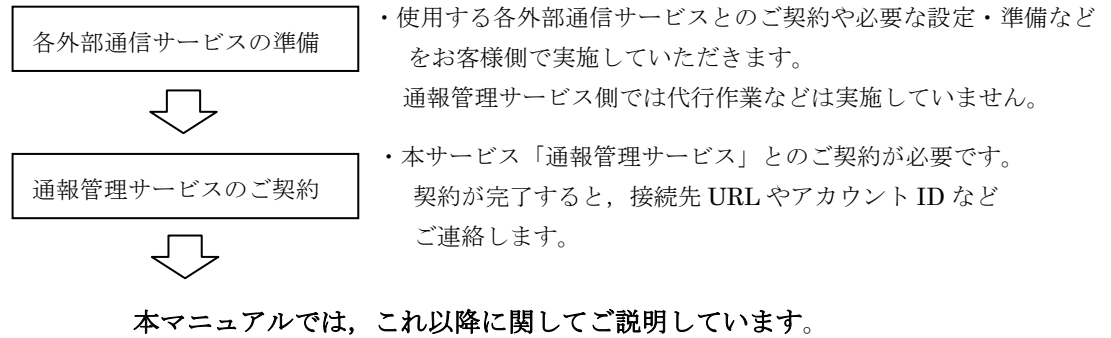 各外部通信サービスの準備
・使用する各外部通信サービスとのご契約や必要な設定・準備など
をお客様側で実施していただきます。
通報管理サービス側では代行作業などは実施していません。
通報管理サービスのご契約
・本サービス「通報管理サービス」とのご契約が必要です。
契約が完了すると，接続先 URL やアカウント ID など
ご連絡します。
本マニュアルでは，これ以降に関してご説明しています。